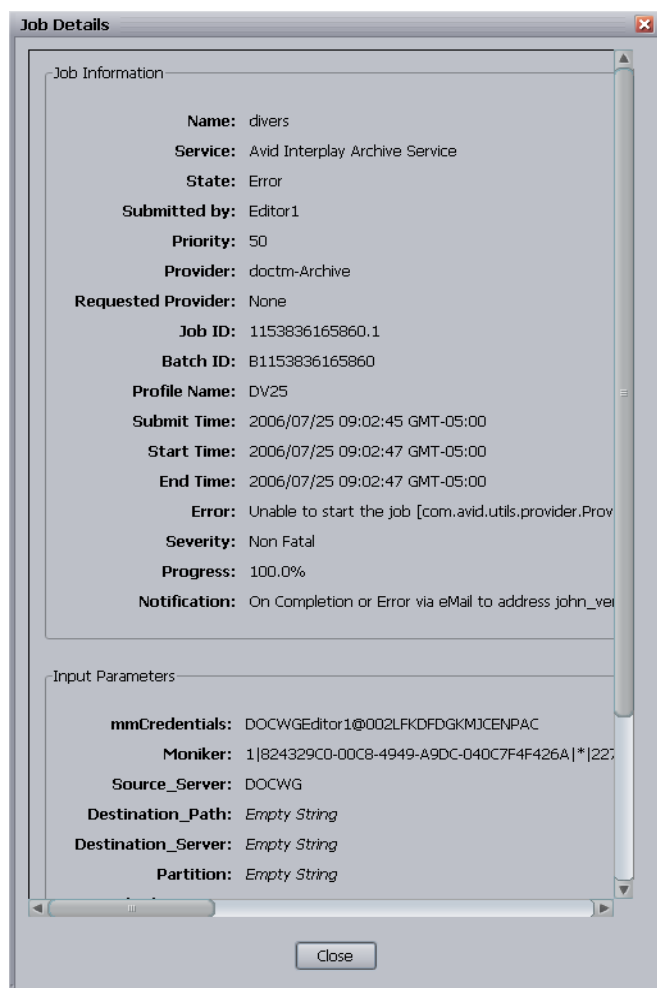 Job Details
Job Information
Name: divers
Service: Avid Interplay Archive Service
State: Error
Submitted by: Editor1
Priority: 50
Provider: doctm-Archive
Requested Provider: None
Job ID: 1153836165860.1
Batch ID: B1153836165860
Profile Name: DV25
Submit Time: 2006/07/25 09:02:45 GMT-05:00
Start Time: 2006/07/25 09:02:47 GMT-05:00
End Time: 2006/07/25 09:02:47 GMT-05:00
Error: Unable to start the job [com.avid.utils.provider.Prov
Severity: Non Fatal
Progress: 100.0%
Notification: On Completion or Error via eMail to address john_ve
Input Parameters
mmCredentials: DOCWGEditor1@002LFKDFDGKMJCENPAC
Moniker: 1|824329C0-00C8-4949-A9DC-040C7F4F426A|*|227
Source_Server: DOCWG
Destination_Path: Empty String
Destination_Server: Empty String
Partition: Empty String
Close